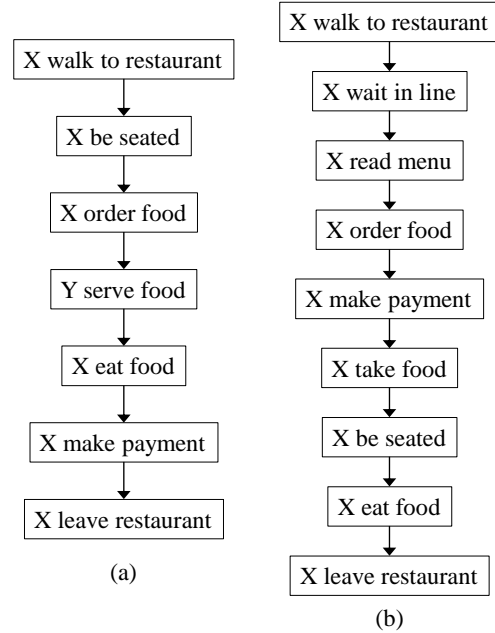 X walk to restaurant
X be seated
X order food
Y serve food
X eat food
X make payment
X leave restaurant
(a)
X walk to restaurant
X wait in line
X read menu
X order food
X make payment
X take food
X be seated
X eat food
X leave restaurant
(b)